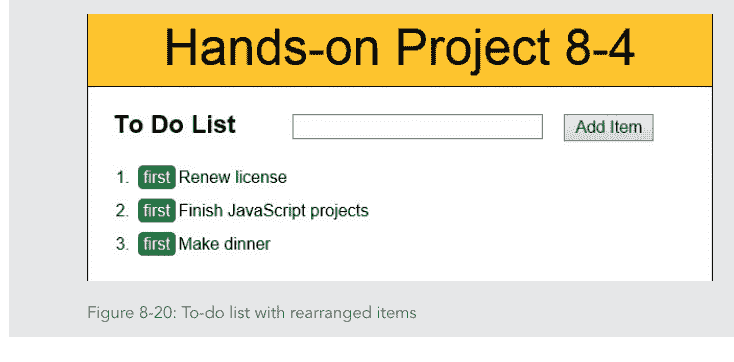 Hands-on Project 8-4
To Do List Add Item
1. first Renew license
2. first Finish JavaScript projects
3. first Make dinner
Figure 8-20: To-do list with rearranged items